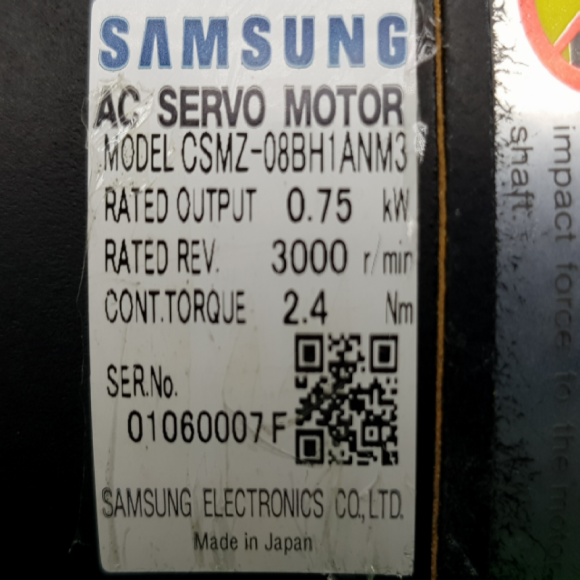 SAMSUNG
AC SERVO MOTOR
MODEL CSMZ-08BH1ANM3
RATED OUTPUT 0.75 kW
RATED REV. 3000 r/min
CONT.TORQUE 2.4 Nm
SER.No.
01060007F
SAMSUNG ELECTRONICS CO.,LTD.
Made in Japan
impact force to the
shaft.